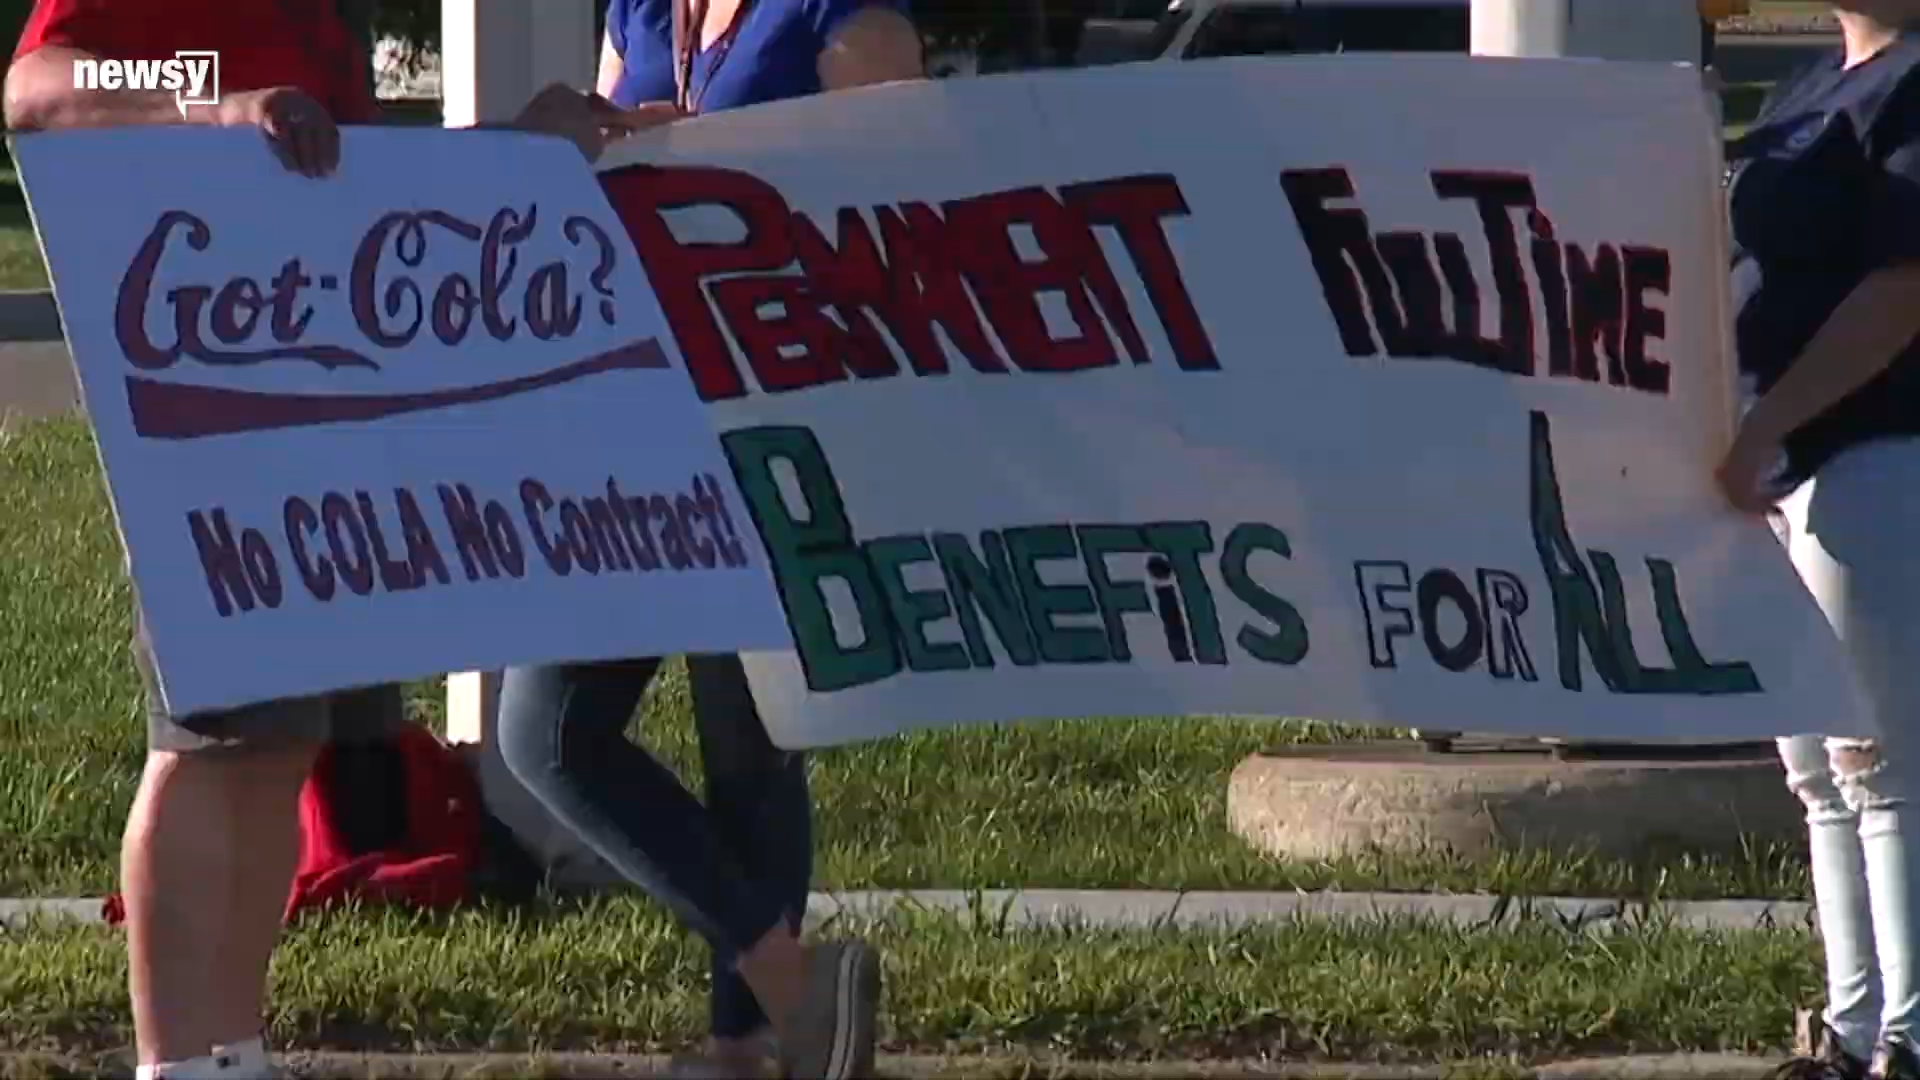 newsy
Got-Cola?
No COLA No Contract!
PERMANENT FULLTiME
BENEFiTS FOR ALL